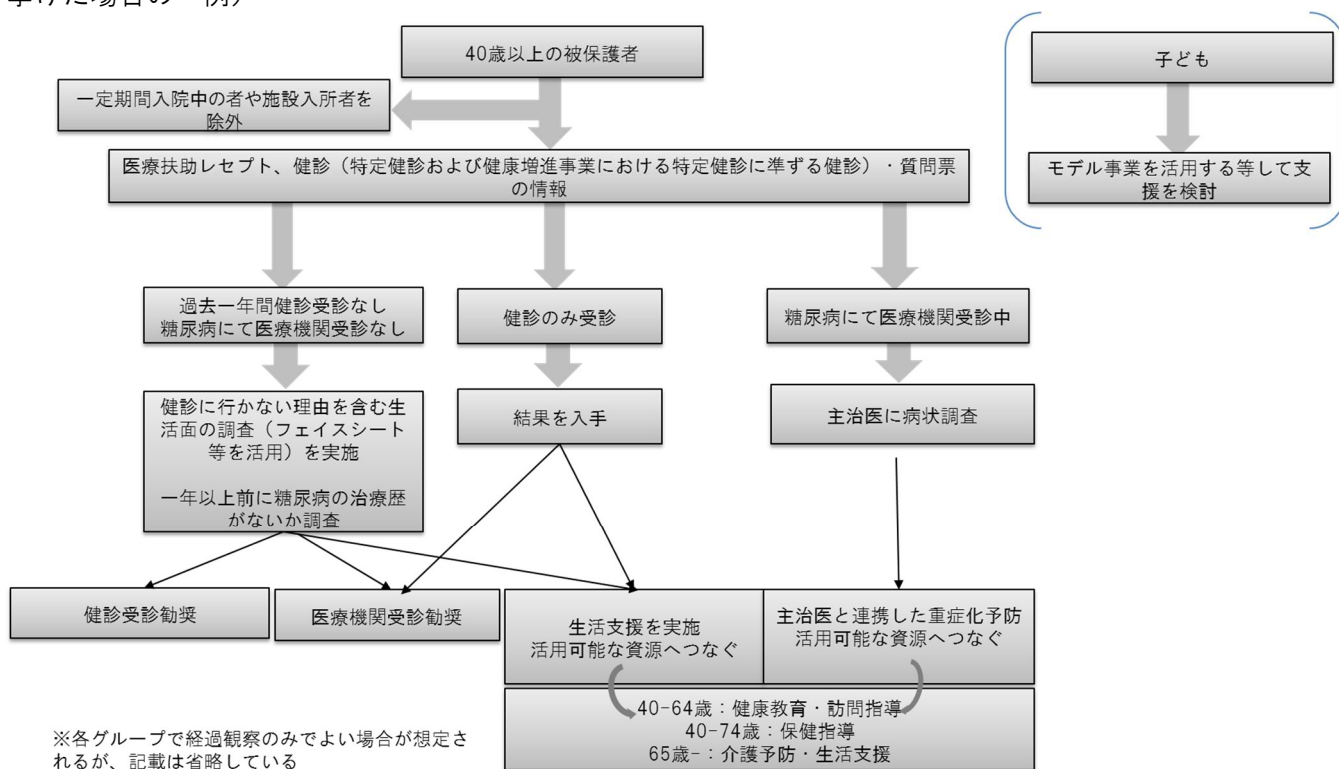 40歳以上の被保護者
子ども
一定期間入院中の者や施設入所者を
除外
医療扶助レセプト、健診（特定健診および健康増進事業における特定健診に準ずる健診）・質問票
の情報
モデル事業を活用する等して支
援を検討
過去一年間健診受診なし
糖尿病にて医療機関受診なし
健診のみ受診
糖尿病にて医療機関受診中
健診に行かない理由を含む生
活面の調査（フェイスシート
等を活用）を実施
一年以上前に糖尿病の治療歴
がないか調査
結果を入手
主治医に病状調査
健診受診勧奨
医療機関受診勧奨
生活支援を実施
活用可能な資源へつなぐ
主治医と連携した重症化予防
活用可能な資源へつなぐ
40-64歳：健康教育・訪問指導
40-74歳：保健指導
65歳-：介護予防・生活支援
※各グループで経過観察のみでよい場合が想定さ
れるが、記載は省略している